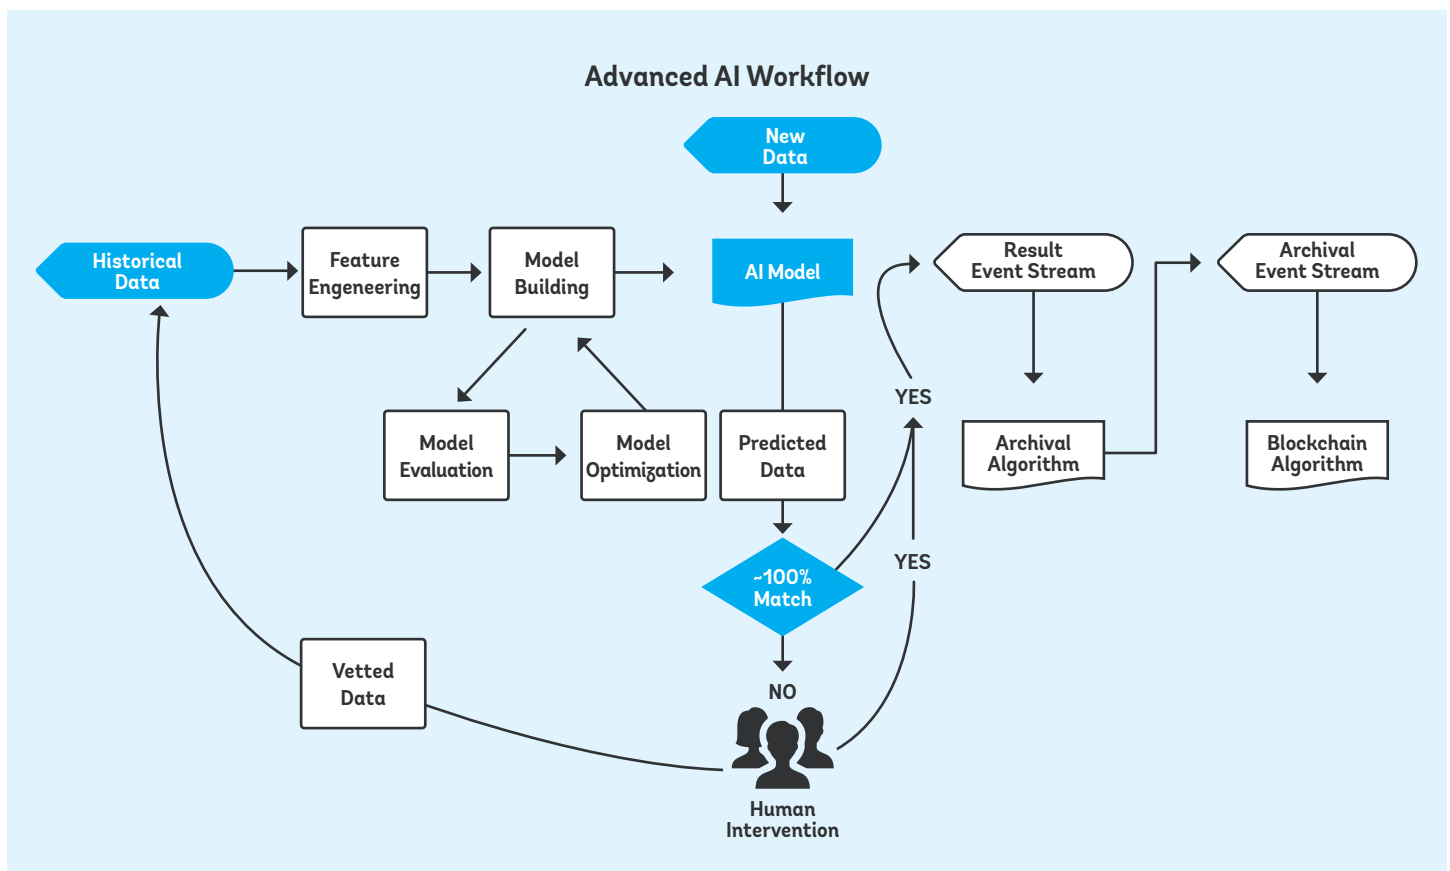 Advanced AI Workflow
New
Data
Historical
Data
Feature
Engeneering
Model
Building
AI Model
Result
Event Stream
Archival
Event Stream
YES
Model
Evaluation
Model
Optimization
Predicted
Data
Archival
Algorithm
Blockchain
Algorithm
~100%
Match
YES
Vetted
Data
NO
Human
Intervention